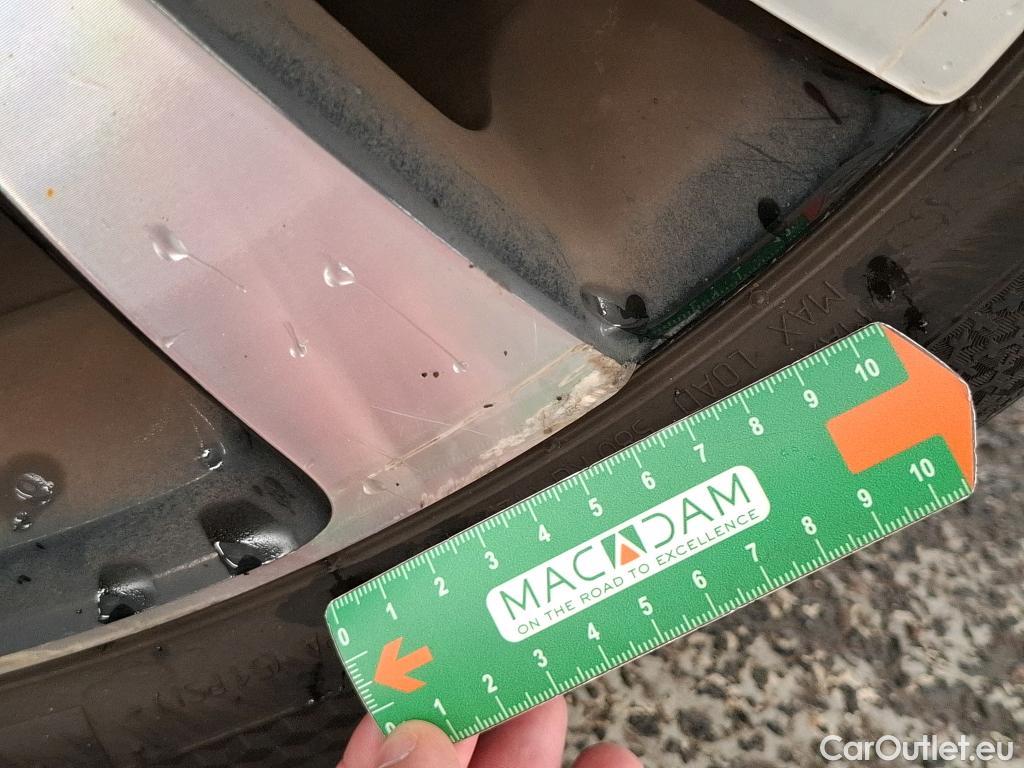 MAX LOAD
0 1 2 3 4 5 6 7 8 9 10
MACADAM
ON THE ROAD TO EXCELLENCE
0 1 2 3 4 5 6 7 8 9 10
CarOutlet.eu